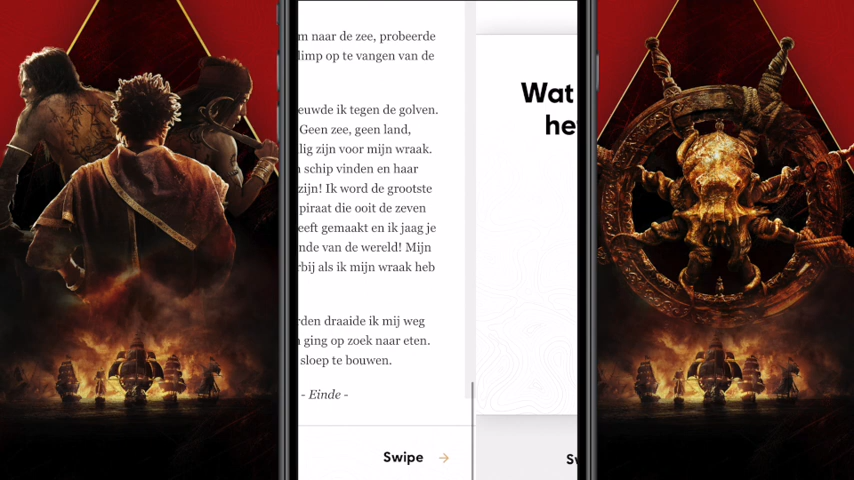 m naar de zee, probeerde
limp op te vangen van de
euwde ik tegen de golven.
Geen zee, geen land,
lig zijn voor mijn wraak.
n schip vinden en haar
zijn! Ik word de grootste
piraat die ooit de zeven
eeft gemaakt en ik jaag je
nde van de wereld! Mijn
rbij als ik mijn wraak heb
rden draaide ik mij weg
n ging op zoek naar eten.
sloep te bouwen.
- Einde -
Swipe →
Wat
he
Sw